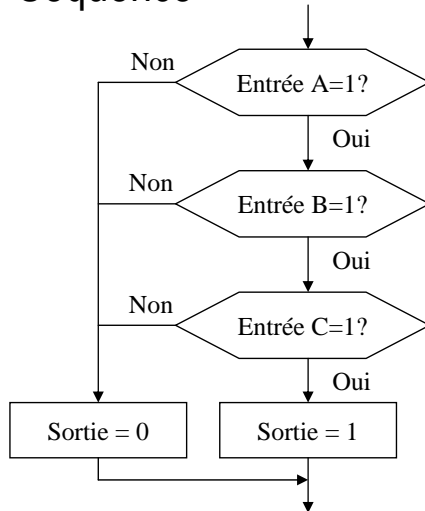 Séquence
Non
Entrée A=1?
Oui
Non
Entrée B=1?
Oui
Non
Entrée C=1?
Oui
Sortie = 0
Sortie = 1